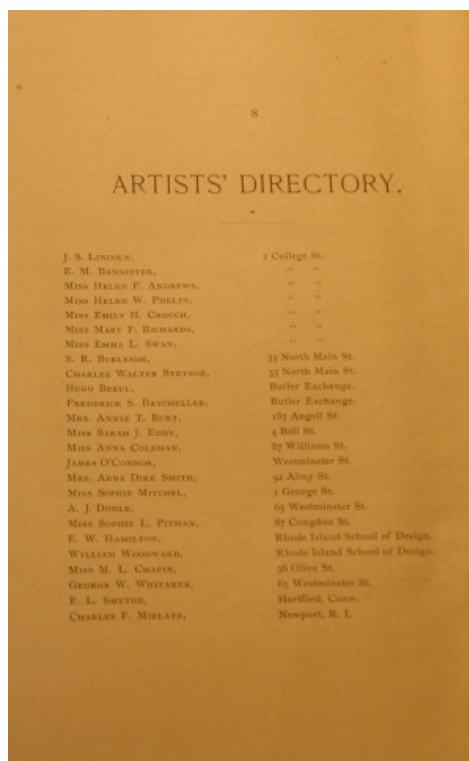 8
ARTISTS' DIRECTORY.
J. S. LINCOLN, 2 College St.
E. M. BANNISTER, " "
MISS HELEN F. ANDREWS, " "
MISS HELEN W. PHELPS, " "
MISS EMILY H. CROUCH, " "
MISS MARY F. RICHARDS, " "
MISS EMMA L. SWAN, " "
S. R. BURLEIGH, 35 North Main St.
CHARLES WALTER STETSON, 35 North Main St.
HUGO BREUL, Butler Exchange.
FREDERICK S. BATCHELLER, Butler Exchange.
MRS. ANNIE T. BURT, 187 Angell St.
MISS SARAH J. EDDY, 4 Bell St.
MISS ANNA COLEMAN, 87 Williams St.
JAMES O'CONNOR, Westminster St.
MRS. ARBA DIKE SMITH, 92 Almy St.
MISS SOPHIE MITCHEL, 1 George St.
A. J. DONLE, 65 Westminster St.
MISS SOPHIE L. PITMAN, 87 Congdon St.
E. W. HAMILTON, Rhode Island School of Design.
WILLIAM WOODWARD, Rhode Island School of Design.
MISS M. L. CHAPIN, 36 Olive St.
GEORGE W. WHITAKER, 65 Westminster St.
E. L. SMYTHE, Hartford, Conn.
CHARLES F. MIELATZ, Newport, R. I.